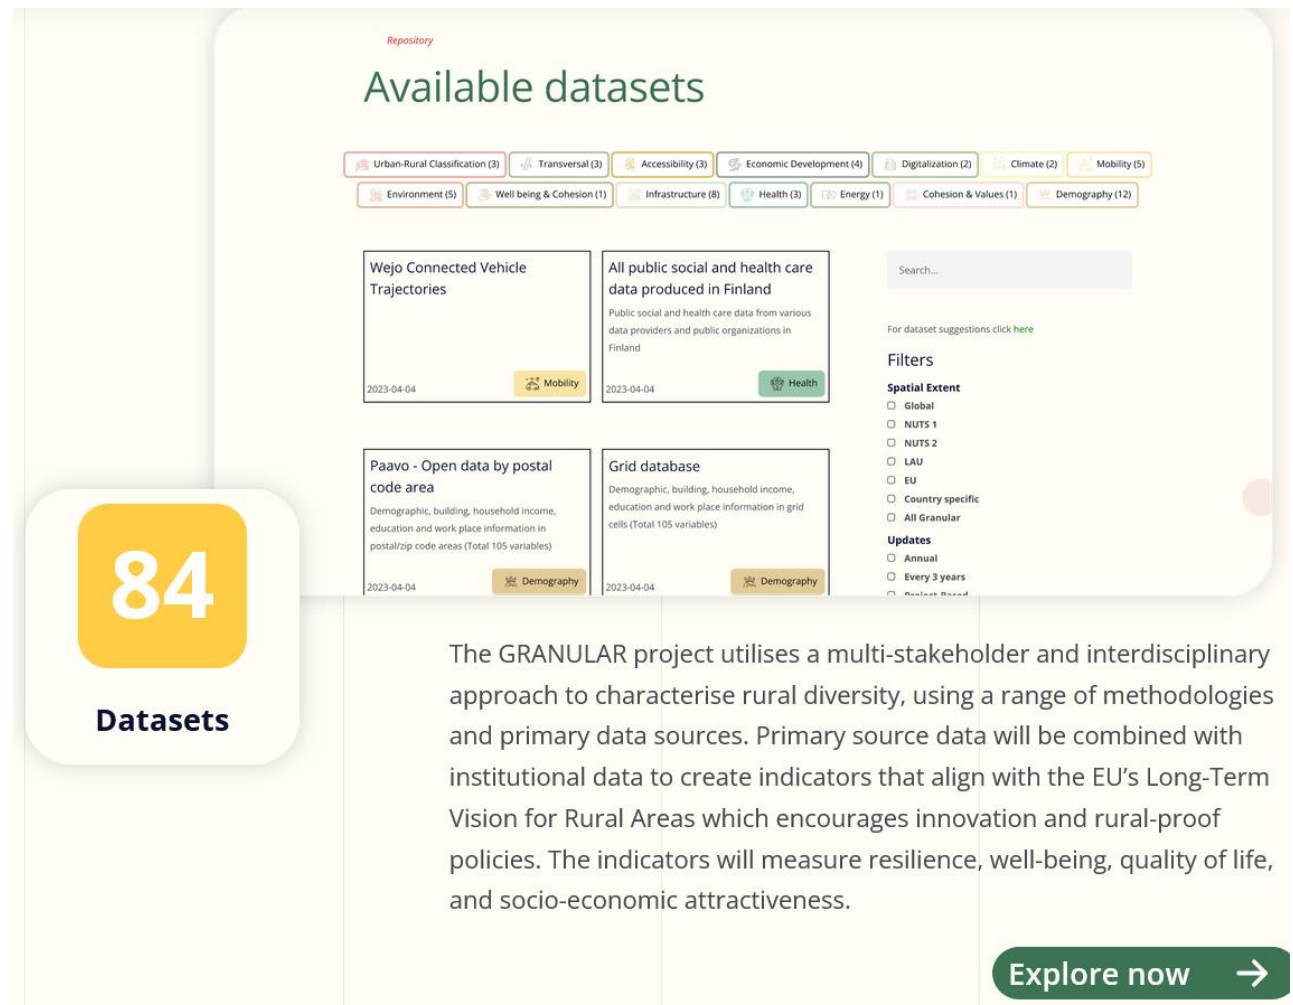 Repository
Available datasets
Urban-Rural Classification (3)
Transversal (3)
Accessibility (3)
Economic Development (4)
Digitalization (2)
Climate (2)
Mobility (5)
Environment (5)
Well being & Cohesion (1)
Infrastructure (8)
Health (3)
Energy (1)
Cohesion & Values (1)
Demography (12)
Wejo Connected Vehicle
Trajectories
2023-04-04
Mobility
All public social and health care
data produced in Finland
Public social and health care data from various
data providers and public organizations in
Finland
2023-04-04
Health
Paavo - Open data by postal
code area
Demographic, building, household income,
education and work place information in
postal/zip code areas (Total 105 variables)
2023-04-04
Demography
Grid database
Demographic, building, household income,
education and work place information in grid
cells (Total 105 variables)
2023-04-04
Demography
Search...
For dataset suggestions click here
Filters
Spatial Extent
Global
NUTS 1
NUTS 2
LAU
EU
Country specific
All Granular
Updates
Annual
Every 3 years
Project Based
84
Datasets
The GRANULAR project utilises a multi-stakeholder and interdisciplinary
approach to characterise rural diversity, using a range of methodologies
and primary data sources. Primary source data will be combined with
institutional data to create indicators that align with the EU’s Long-Term
Vision for Rural Areas which encourages innovation and rural-proof
policies. The indicators will measure resilience, well-being, quality of life,
and socio-economic attractiveness.
Explore now